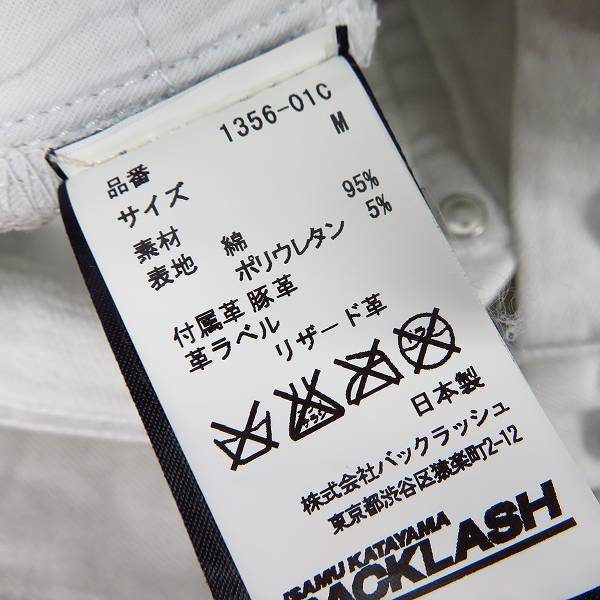 品番 1356-01C
サイズ M
素材
表地 綿 95%
ポリウレタン 5%
付属革 豚革
革ラベル リザード革
日本製
株式会社バックラッシュ
東京都渋谷区猿楽町2-12
ISAMU KATAYAMA
BACKLASH